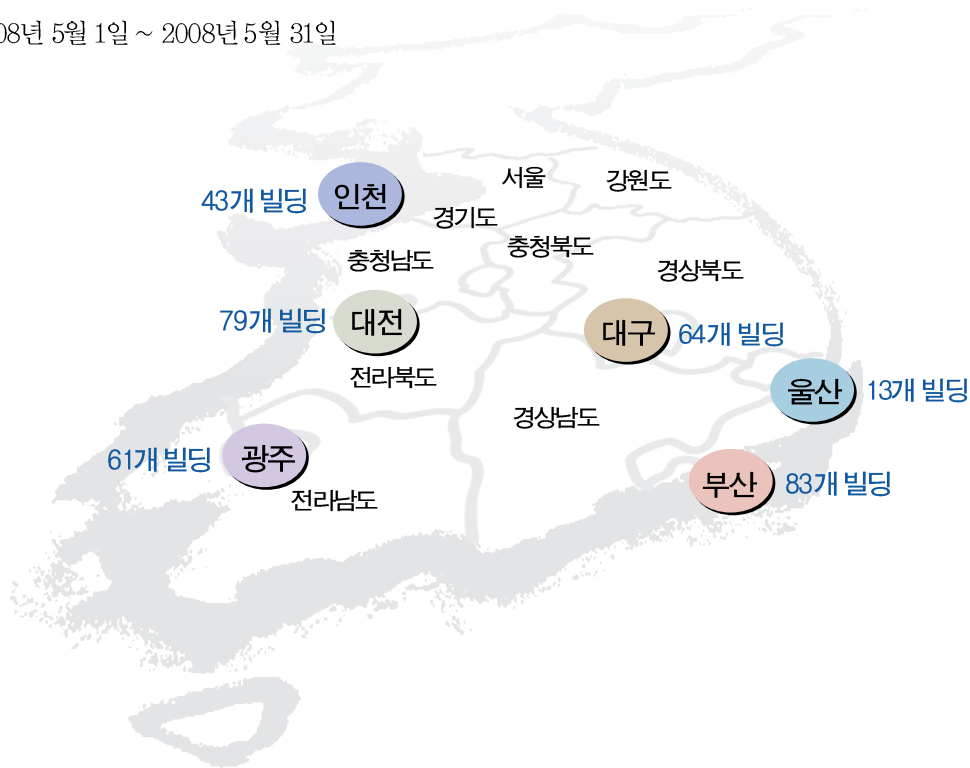 08년 5월 1일 ~ 2008년 5월 31일
서울
강원도
43개 빌딩
인천
경기도
충청북도
충청남도
경상북도
79개 빌딩
대전
대구
64개 빌딩
전라북도
울산
13개 빌딩
경상남도
61개 빌딩
광주
부산
83개 빌딩
전라남도